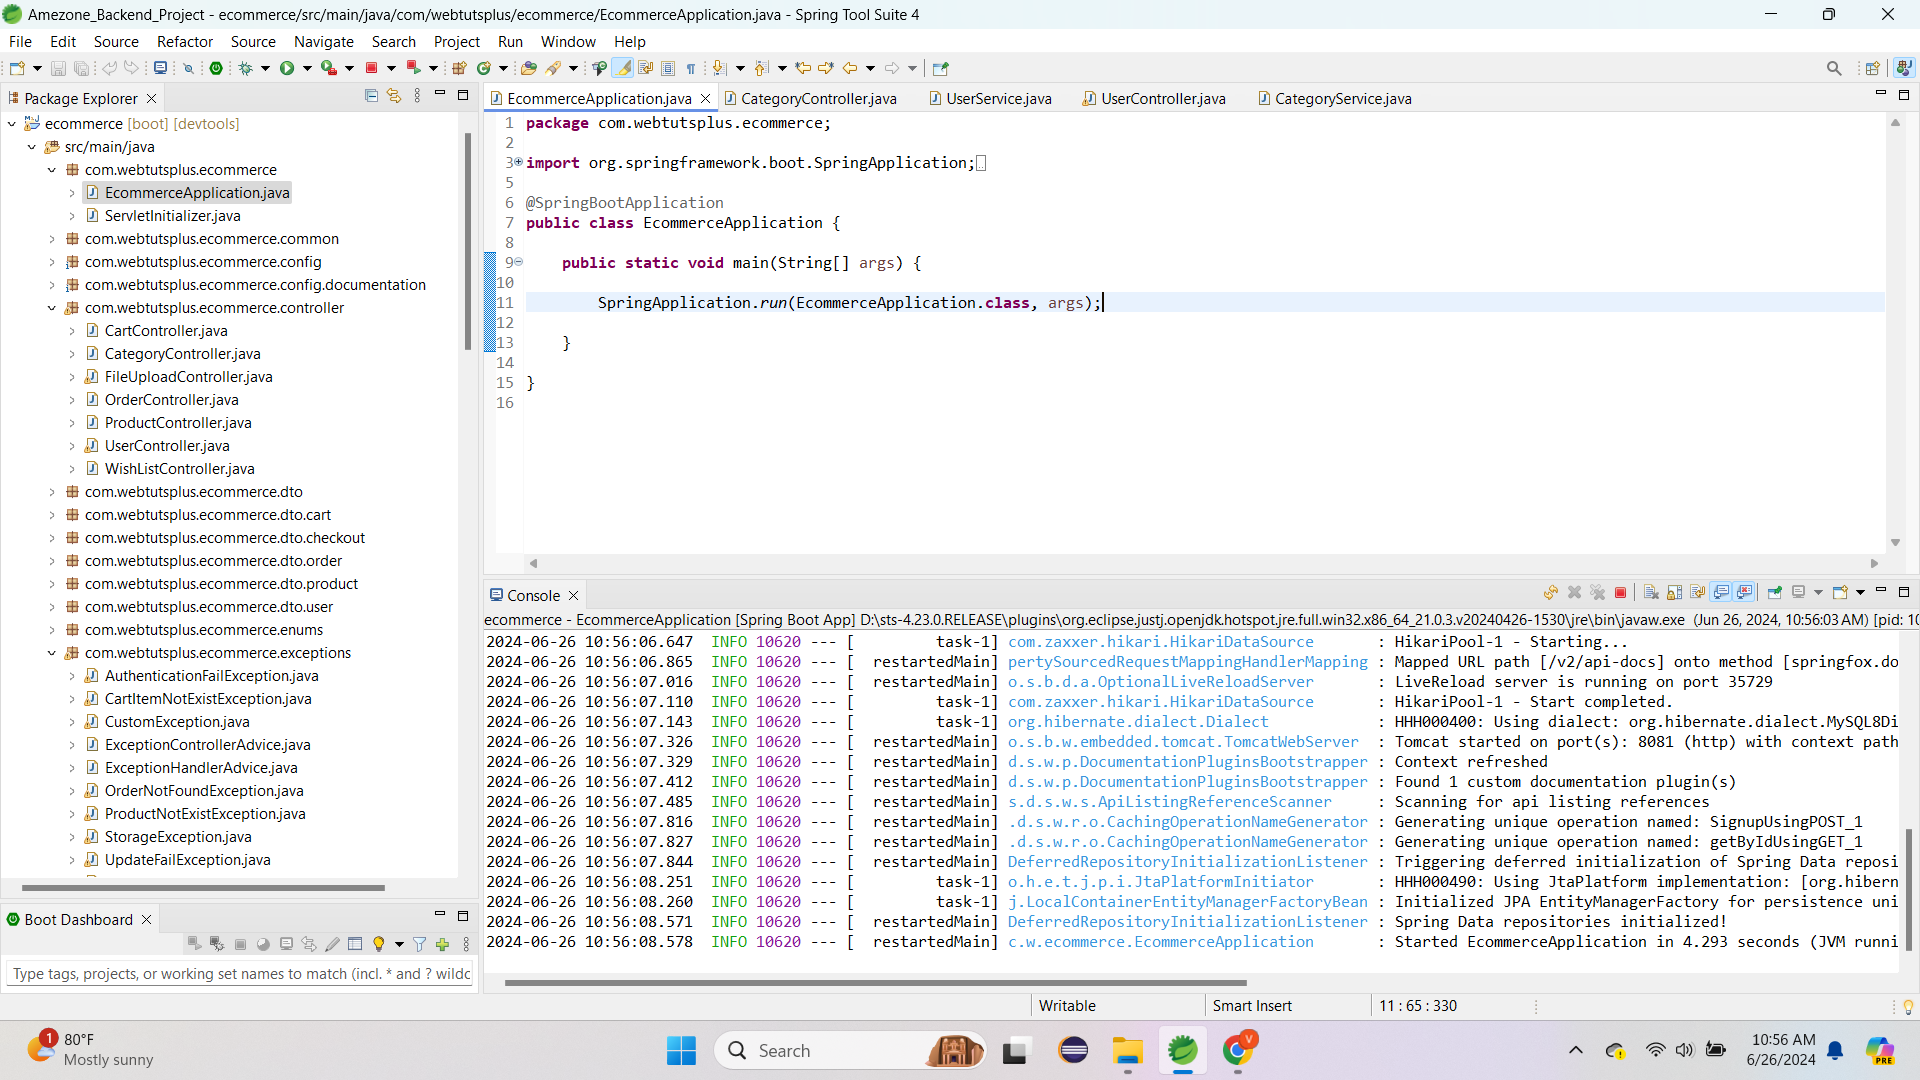 Amezone_Backend_Project - ecommerce/src/main/java/com/webtutsplus/ecommerce/EcommerceApplication.java - Spring Tool Suite 4
File Edit Source Refactor Source Navigate Search Project Run Window Help
Package Explorer
ecommerce [boot] [devtools]
src/main/java
com.webtutsplus.ecommerce
EcommerceApplication.java
ServletInitializer.java
com.webtutsplus.ecommerce.common
com.webtutsplus.ecommerce.config
com.webtutsplus.ecommerce.config.documentation
com.webtutsplus.ecommerce.controller
CartController.java
CategoryController.java
FileUploadController.java
OrderController.java
ProductController.java
UserController.java
WishListController.java
com.webtutsplus.ecommerce.dto
com.webtutsplus.ecommerce.dto.cart
com.webtutsplus.ecommerce.dto.checkout
com.webtutsplus.ecommerce.dto.order
com.webtutsplus.ecommerce.dto.product
com.webtutsplus.ecommerce.dto.user
com.webtutsplus.ecommerce.enums
com.webtutsplus.ecommerce.exceptions
AuthenticationFailException.java
CartItemNotExistException.java
CustomException.java
ExceptionControllerAdvice.java
ExceptionHandlerAdvice.java
OrderNotFoundException.java
ProductNotExistException.java
StorageException.java
UpdateFailException.java
Boot Dashboard
Type tags, projects, or working set names to match (incl. * and ? wildc
EcommerceApplication.java CategoryController.java UserService.java UserController.java CategoryService.java
1 package com.webtutsplus.ecommerce;
2
3 import org.springframework.boot.SpringApplication;
5
6 @SpringBootApplication
7 public class EcommerceApplication {
8
9 public static void main(String[] args) {
10
11 SpringApplication.run(EcommerceApplication.class, args);
12
13 }
14
15 }
16
Console
ecommerce - EcommerceApplication [Spring Boot App] D:\sts-4.23.0.RELEASE\plugins\org.eclipse.justj.openjdk.hotspot.jre.full.win32.x86_64_21.0.3.v20240426-1530\jre\bin\javaw.exe (Jun 26, 2024, 10:56:03 AM) [pid: 10
2024-06-26 10:56:06.647 INFO 10620 --- [ task-1] com.zaxxer.hikari.HikariDataSource : HikariPool-1 - Starting...
2024-06-26 10:56:06.865 INFO 10620 --- [ restartedMain] pertySourcedRequestMappingHandlerMapping : Mapped URL path [/v2/api-docs] onto method [springfox.do
2024-06-26 10:56:07.016 INFO 10620 --- [ restartedMain] o.s.b.d.a.OptionalLiveReloadServer : LiveReload server is running on port 35729
2024-06-26 10:56:07.110 INFO 10620 --- [ task-1] com.zaxxer.hikari.HikariDataSource : HikariPool-1 - Start completed.
2024-06-26 10:56:07.143 INFO 10620 --- [ task-1] org.hibernate.dialect.Dialect : HHH000400: Using dialect: org.hibernate.dialect.MySQL8Di
2024-06-26 10:56:07.326 INFO 10620 --- [ restartedMain] o.s.b.w.embedded.tomcat.TomcatWebServer : Tomcat started on port(s): 8081 (http) with context path
2024-06-26 10:56:07.329 INFO 10620 --- [ restartedMain] d.s.w.p.DocumentationPluginsBootstrapper : Context refreshed
2024-06-26 10:56:07.412 INFO 10620 --- [ restartedMain] d.s.w.p.DocumentationPluginsBootstrapper : Found 1 custom documentation plugin(s)
2024-06-26 10:56:07.485 INFO 10620 --- [ restartedMain] s.d.s.w.s.ApiListingReferenceScanner : Scanning for api listing references
2024-06-26 10:56:07.816 INFO 10620 --- [ restartedMain] .d.s.w.r.o.CachingOperationNameGenerator : Generating unique operation named: SignupUsingPOST_1
2024-06-26 10:56:07.827 INFO 10620 --- [ restartedMain] .d.s.w.r.o.CachingOperationNameGenerator : Generating unique operation named: getByIdUsingGET_1
2024-06-26 10:56:07.844 INFO 10620 --- [ restartedMain] DeferredRepositoryInitializationListener : Triggering deferred initialization of Spring Data reposi
2024-06-26 10:56:08.251 INFO 10620 --- [ task-1] o.h.e.t.j.p.i.JtaPlatformInitiator : HHH000490: Using JtaPlatform implementation: [org.hibern
2024-06-26 10:56:08.260 INFO 10620 --- [ task-1] j.LocalContainerEntityManagerFactoryBean : Initialized JPA EntityManagerFactory for persistence uni
2024-06-26 10:56:08.571 INFO 10620 --- [ restartedMain] DeferredRepositoryInitializationListener : Spring Data repositories initialized!
2024-06-26 10:56:08.578 INFO 10620 --- [ restartedMain] c.w.ecommerce.EcommerceApplication : Started EcommerceApplication in 4.293 seconds (JVM runni
Writable Smart Insert 11 : 65 : 330
1
80°F
Mostly sunny
Search
V
10:56 AM
6/26/2024
PRE